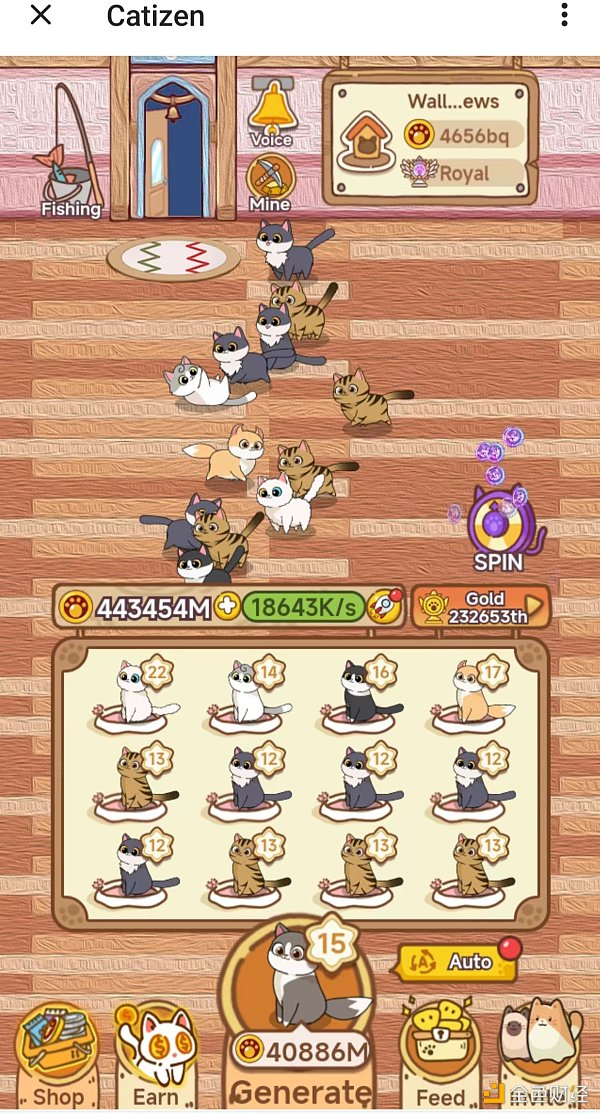 Catizen
Wall...ews
4656bq
Royal
Voice
Mine
Fishing
SPIN
443454M
18643K/s
Gold
232653th
22
14
16
17
13
12
12
12
12
13
13
13
15
A
Auto
40886M
Shop
Earn
Generate
Feed
金色财经